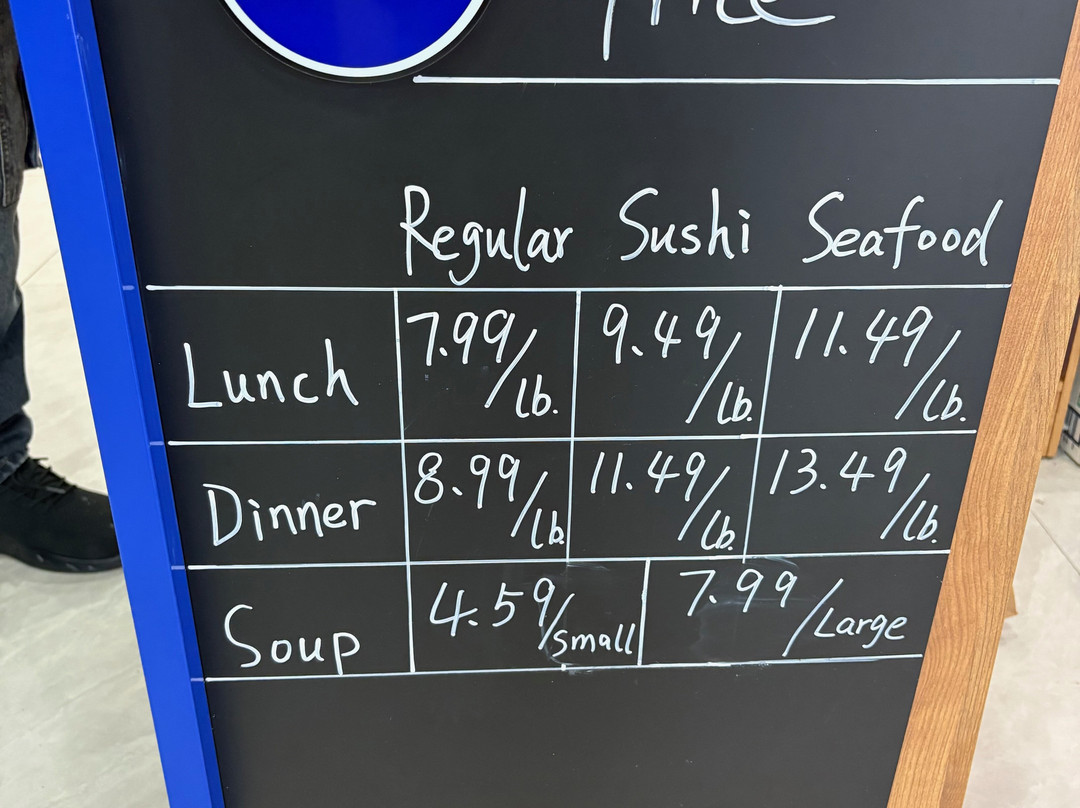 Price
Regular Sushi Seafood
Lunch 7.99/lb. 9.49/lb. 11.49/lb.
Dinner 8.99/lb. 11.49/lb. 13.49/lb.
Soup 4.59/small 7.99/Large